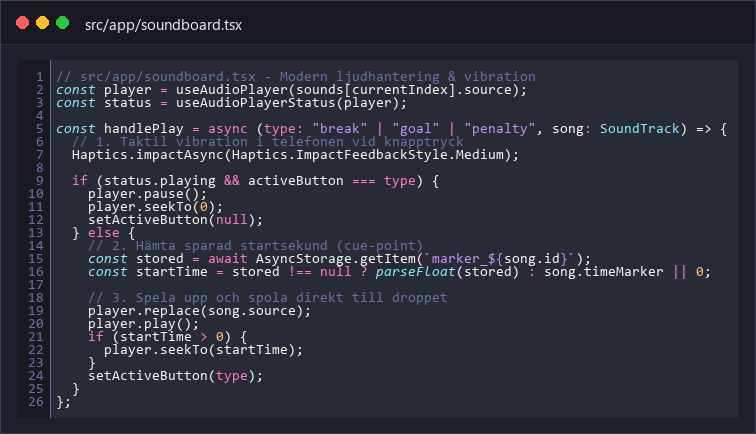 src/app/soundboard.tsx
1 // src/app/soundboard.tsx - Modern ljudhantering & vibration
2 const player = useAudioPlayer(sounds[currentIndex].source);
3 const status = useAudioPlayerStatus(player);
4
5 const handlePlay = async (type: "break" | "goal" | "penalty", song: SoundTrack) => {
6   // 1. Taktil vibration i telefonen vid knapptryck
7   Haptics.impactAsync(Haptics.ImpactFeedbackStyle.Medium);
8
9   if (status.playing && activeButton === type) {
10     player.pause();
11     player.seekTo(0);
12     setActiveButton(null);
13   } else {
14     // 2. Hämta sparad startsekund (cue-point)
15     const stored = await AsyncStorage.getItem(`marker_${song.id}`);
16     const startTime = stored !== null ? parseFloat(stored) : song.timeMarker || 0;
17
18     // 3. Spela upp och spola direkt till droppet
19     player.replace(song.source);
20     player.play();
21     if (startTime > 0) {
22       player.seekTo(startTime);
23     }
24     setActiveButton(type);
25   }
26 };